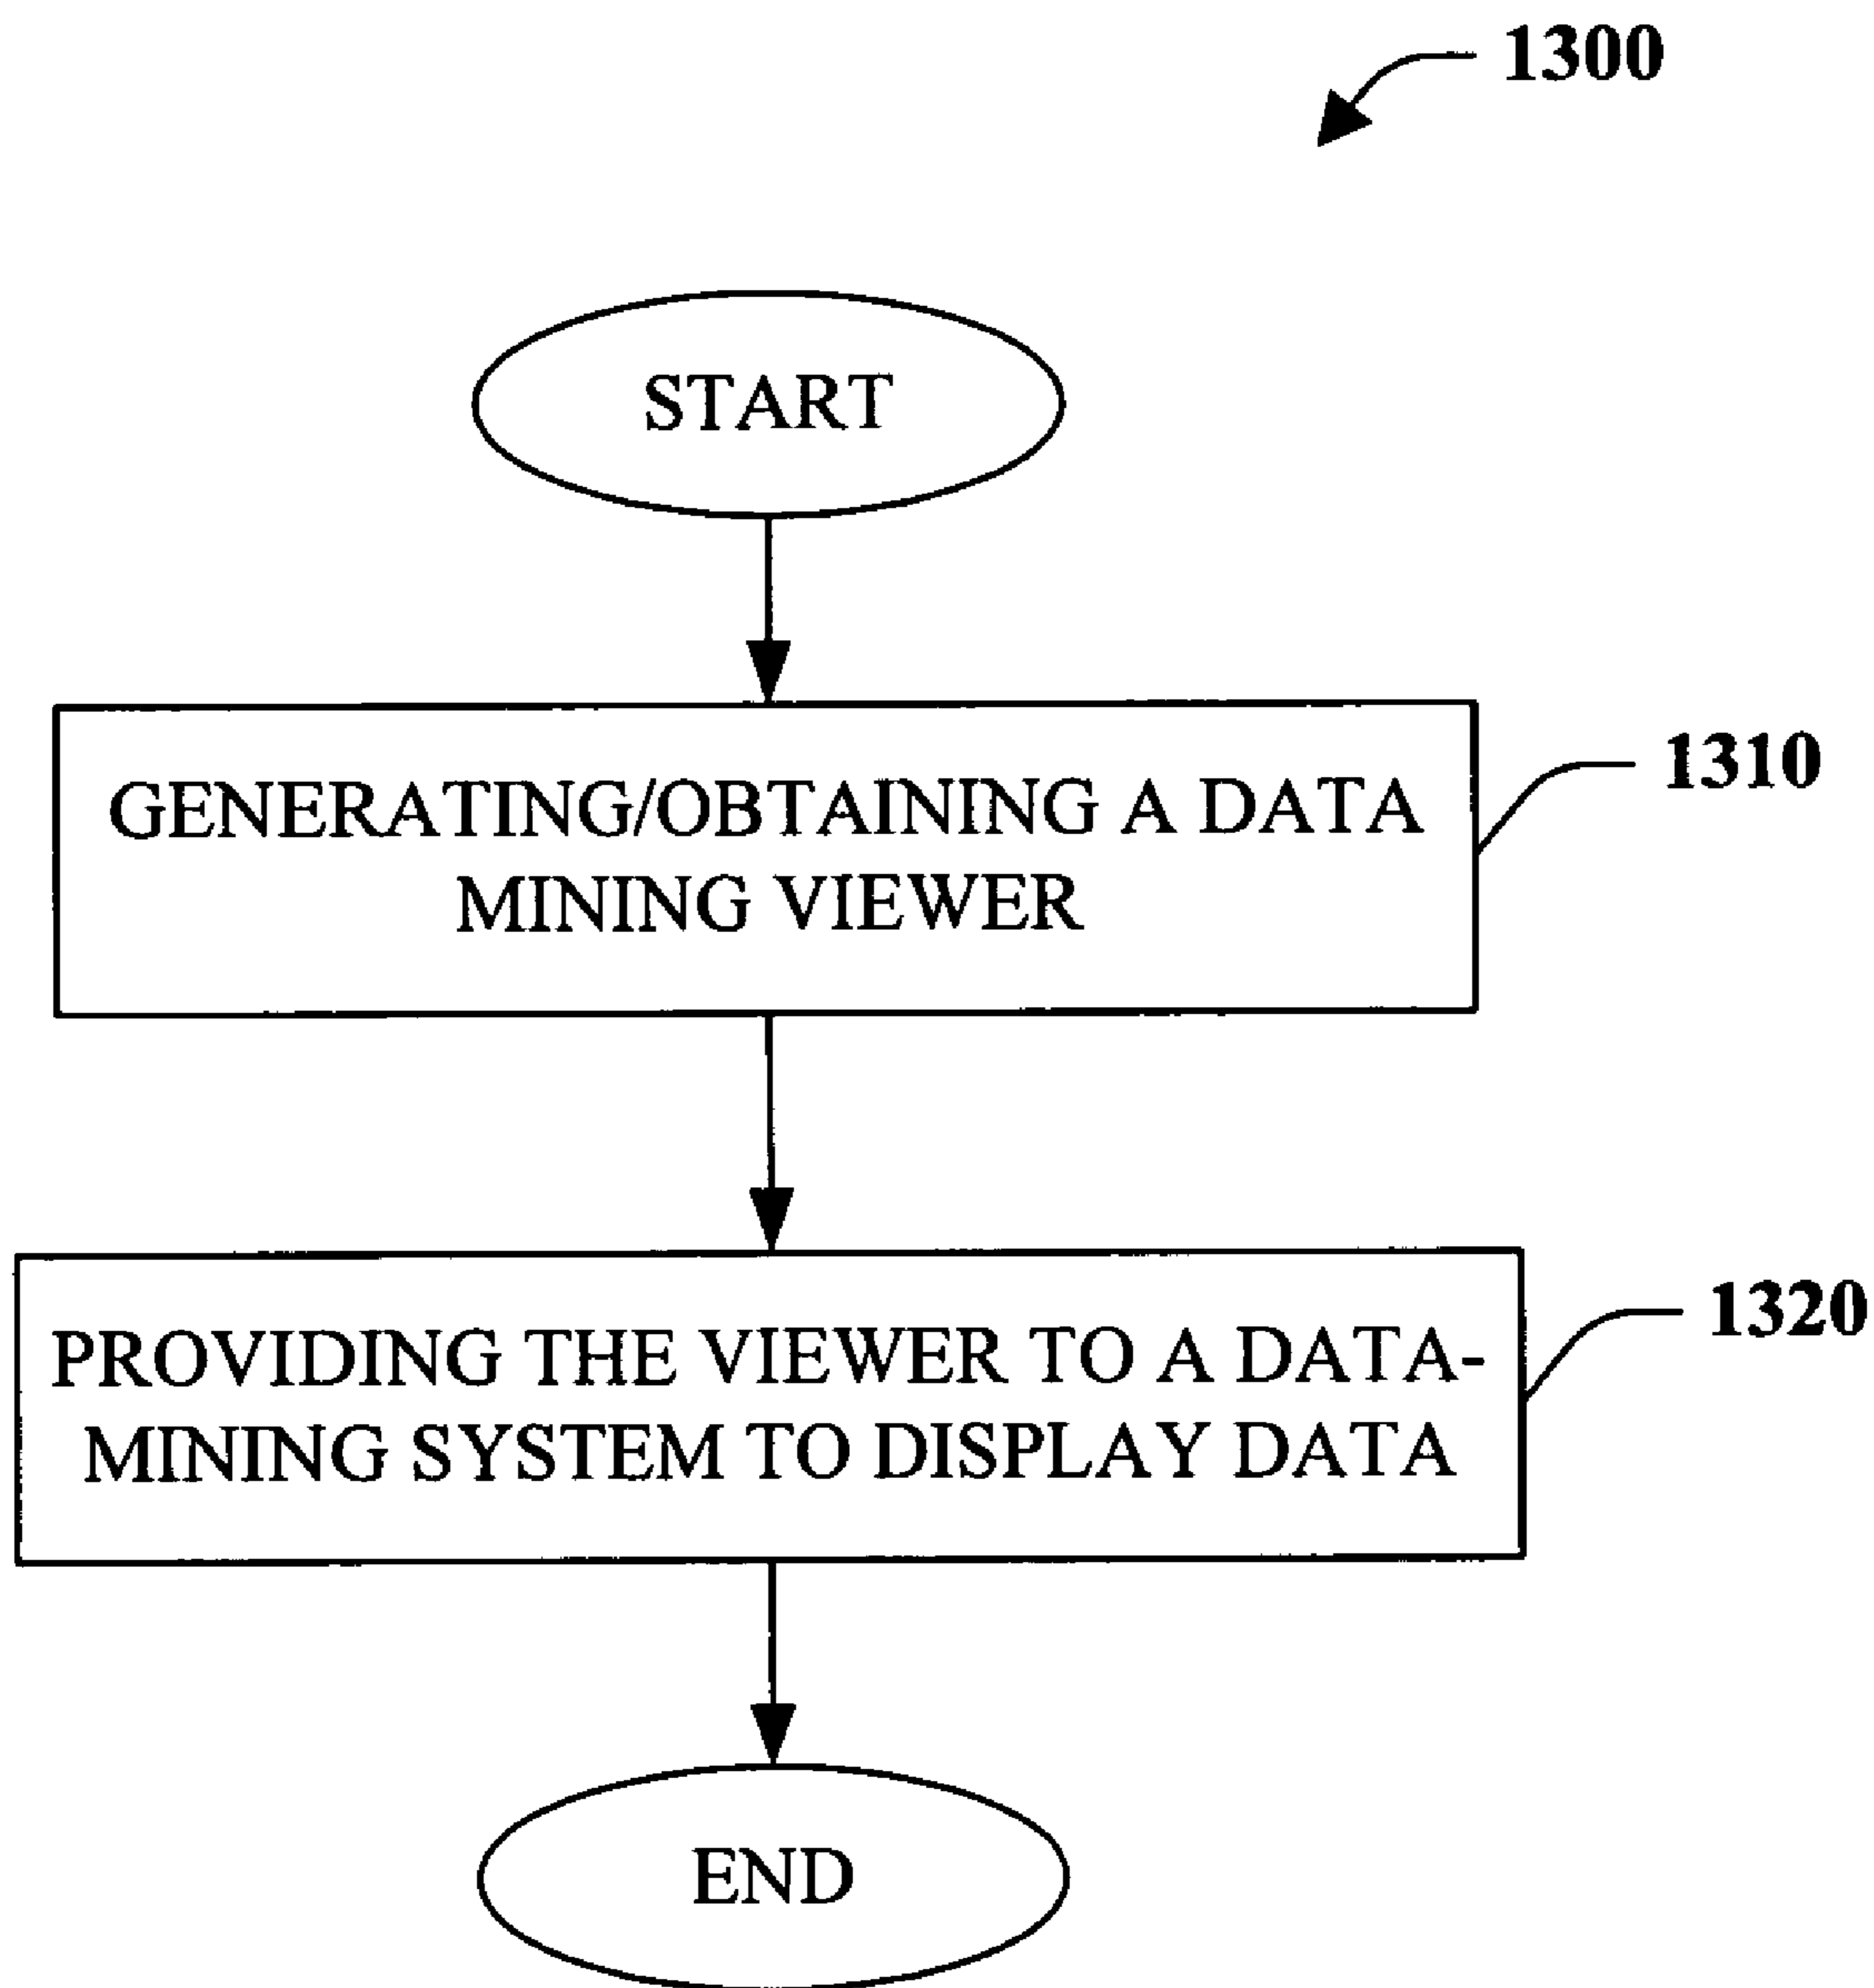 1300
START
GENERATING/OBTAINING A DATA
MINING VIEWER
1310
PROVIDING THE VIEWER TO A DATA-
MINING SYSTEM TO DISPLAY DATA
1320
END